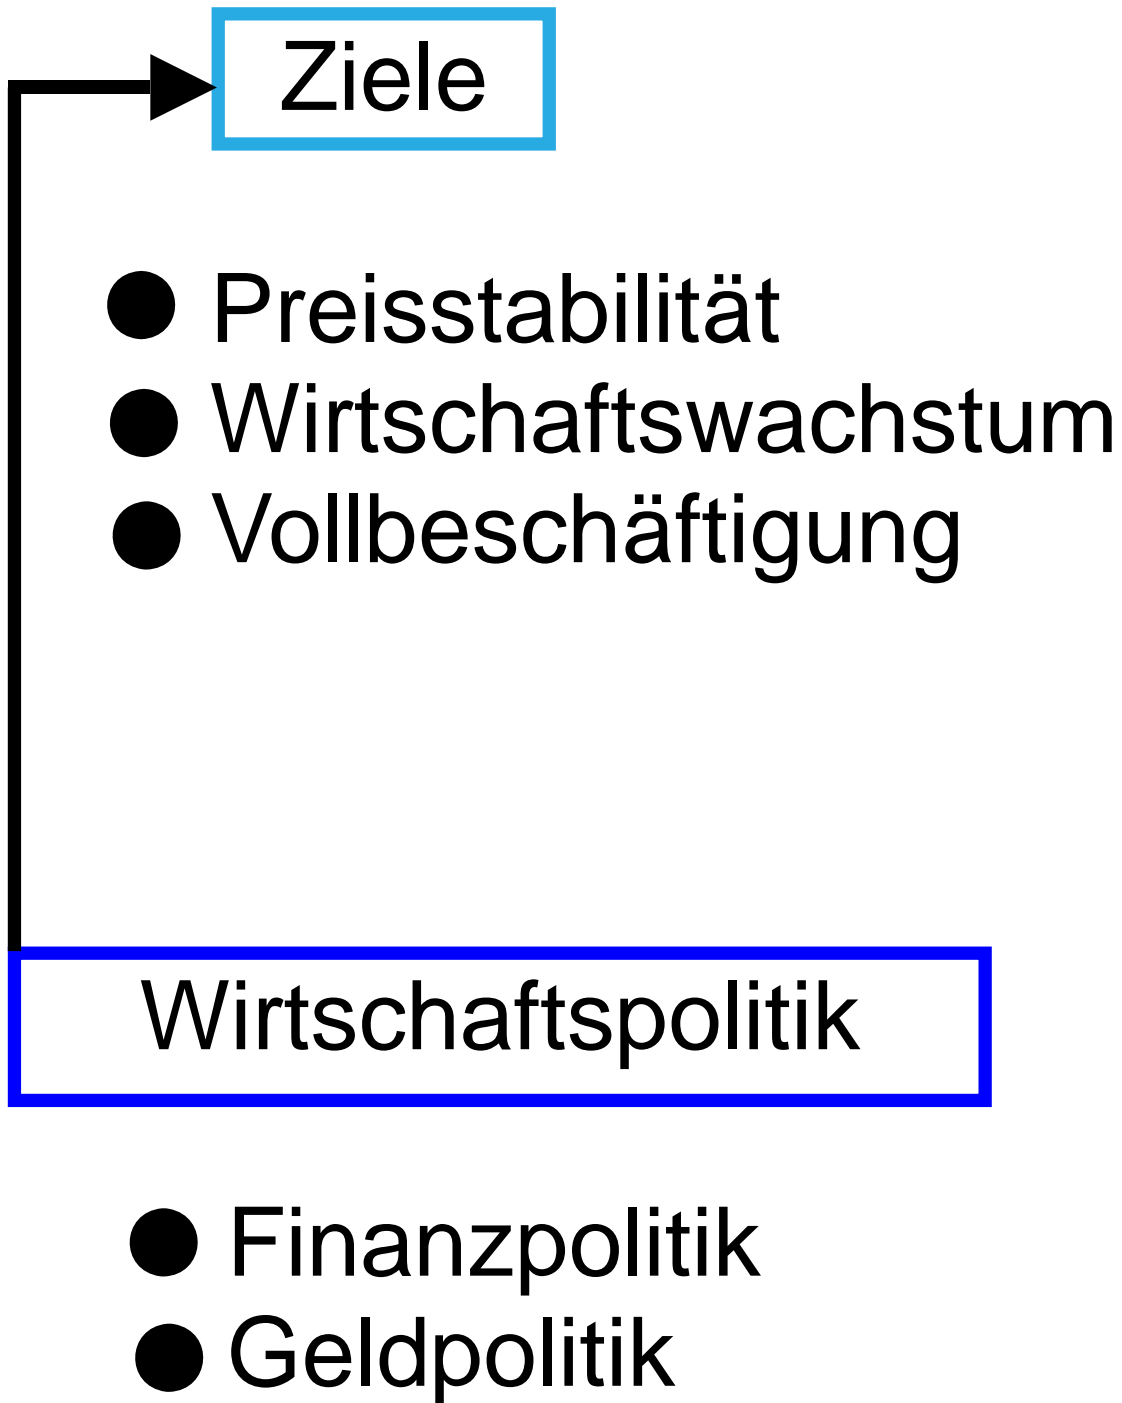 Ziele
Preisstabilität
Wirtschaftswachstum
Vollbeschäftigung
Wirtschaftspolitik
Finanzpolitik
Geldpolitik